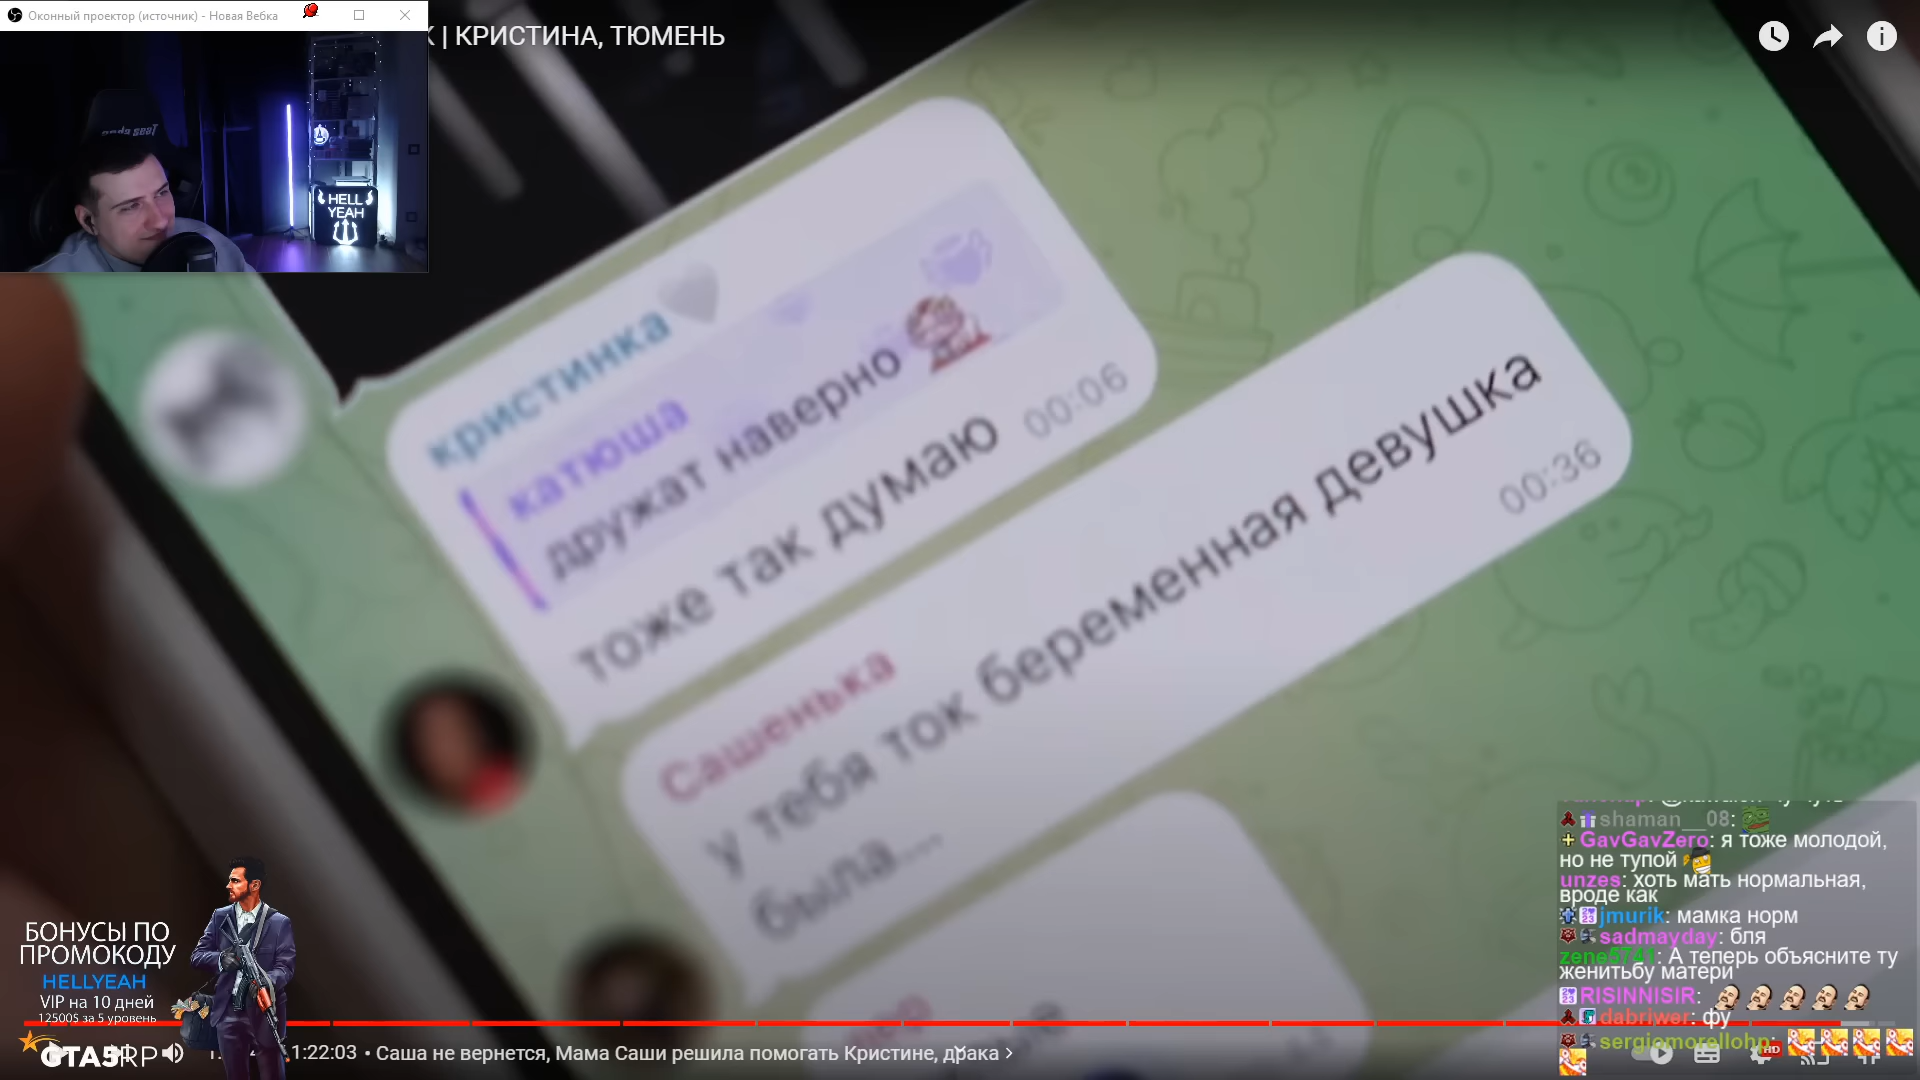 Оконный проектор (источник) - Новая Вебка
| КРИСТИНА, ТЮМЕНЬ
HELL
YEAH
кристинка
катюша
дружат наверно
тоже так думаю 00:06
Сашенька
у тебя ток беременная девушка
была... 00:36
shaman__08:
GavGavZero: я тоже молодой,
но не тупой
unzes: хоть мать нормальная,
вроде как
jmurik: мамка норм
sadmayday: бля
zene5741: А теперь объясните ту
женитьбу матери
RISINNISIR:
dabriwer: фу
sergiomorellohp:
БОНУСЫ ПО
ПРОМОКОДУ
HELLYEAH
VIP на 10 дней
125000$ за 5 уровень
GTA5RP
1:22:03 • Саша не вернется, Мама Саши решила помогать Кристине, драка
HD